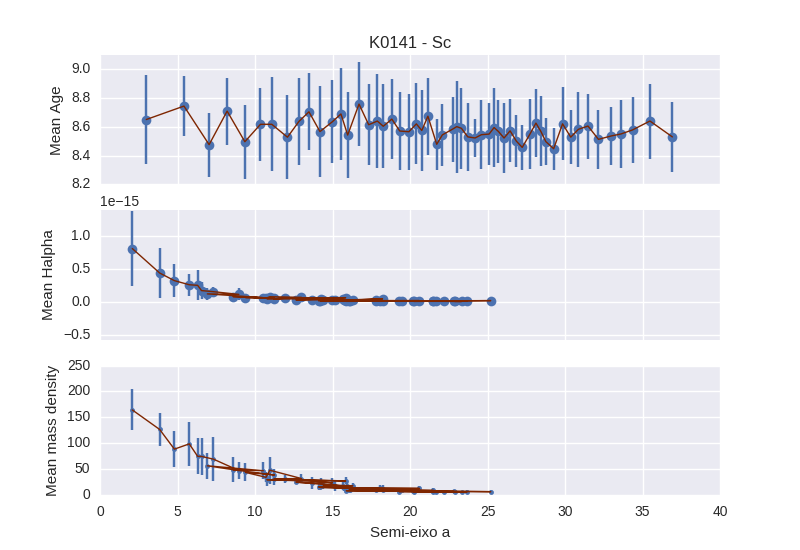 K0141 - Sc
9.0
8.8
8.6
8.4
8.2
Mean Age
1e−15
1.0
0.5
0.0
−0.5
Mean Halpha
250
200
150
100
50
0
Mean mass density
0 5 10 15 20 25 30 35 40
Semi-eixo a